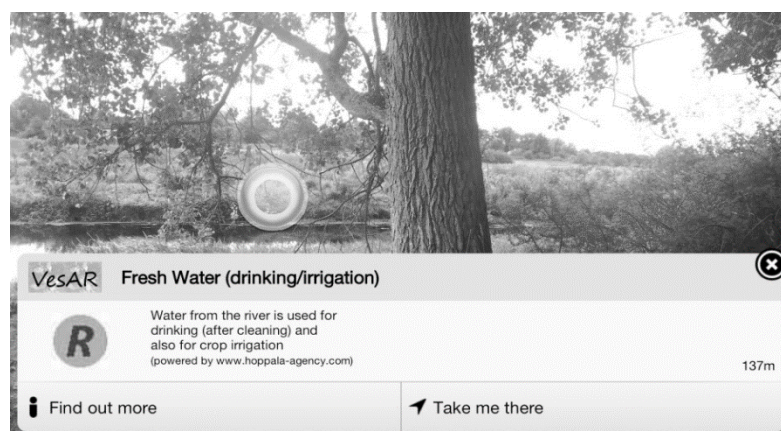 VesAR
Fresh Water (drinking/irrigation)
R
Water from the river is used for
drinking (after cleaning) and
also for crop irrigation
(powered by www.hoppala-agency.com)
137m
Find out more
Take me there